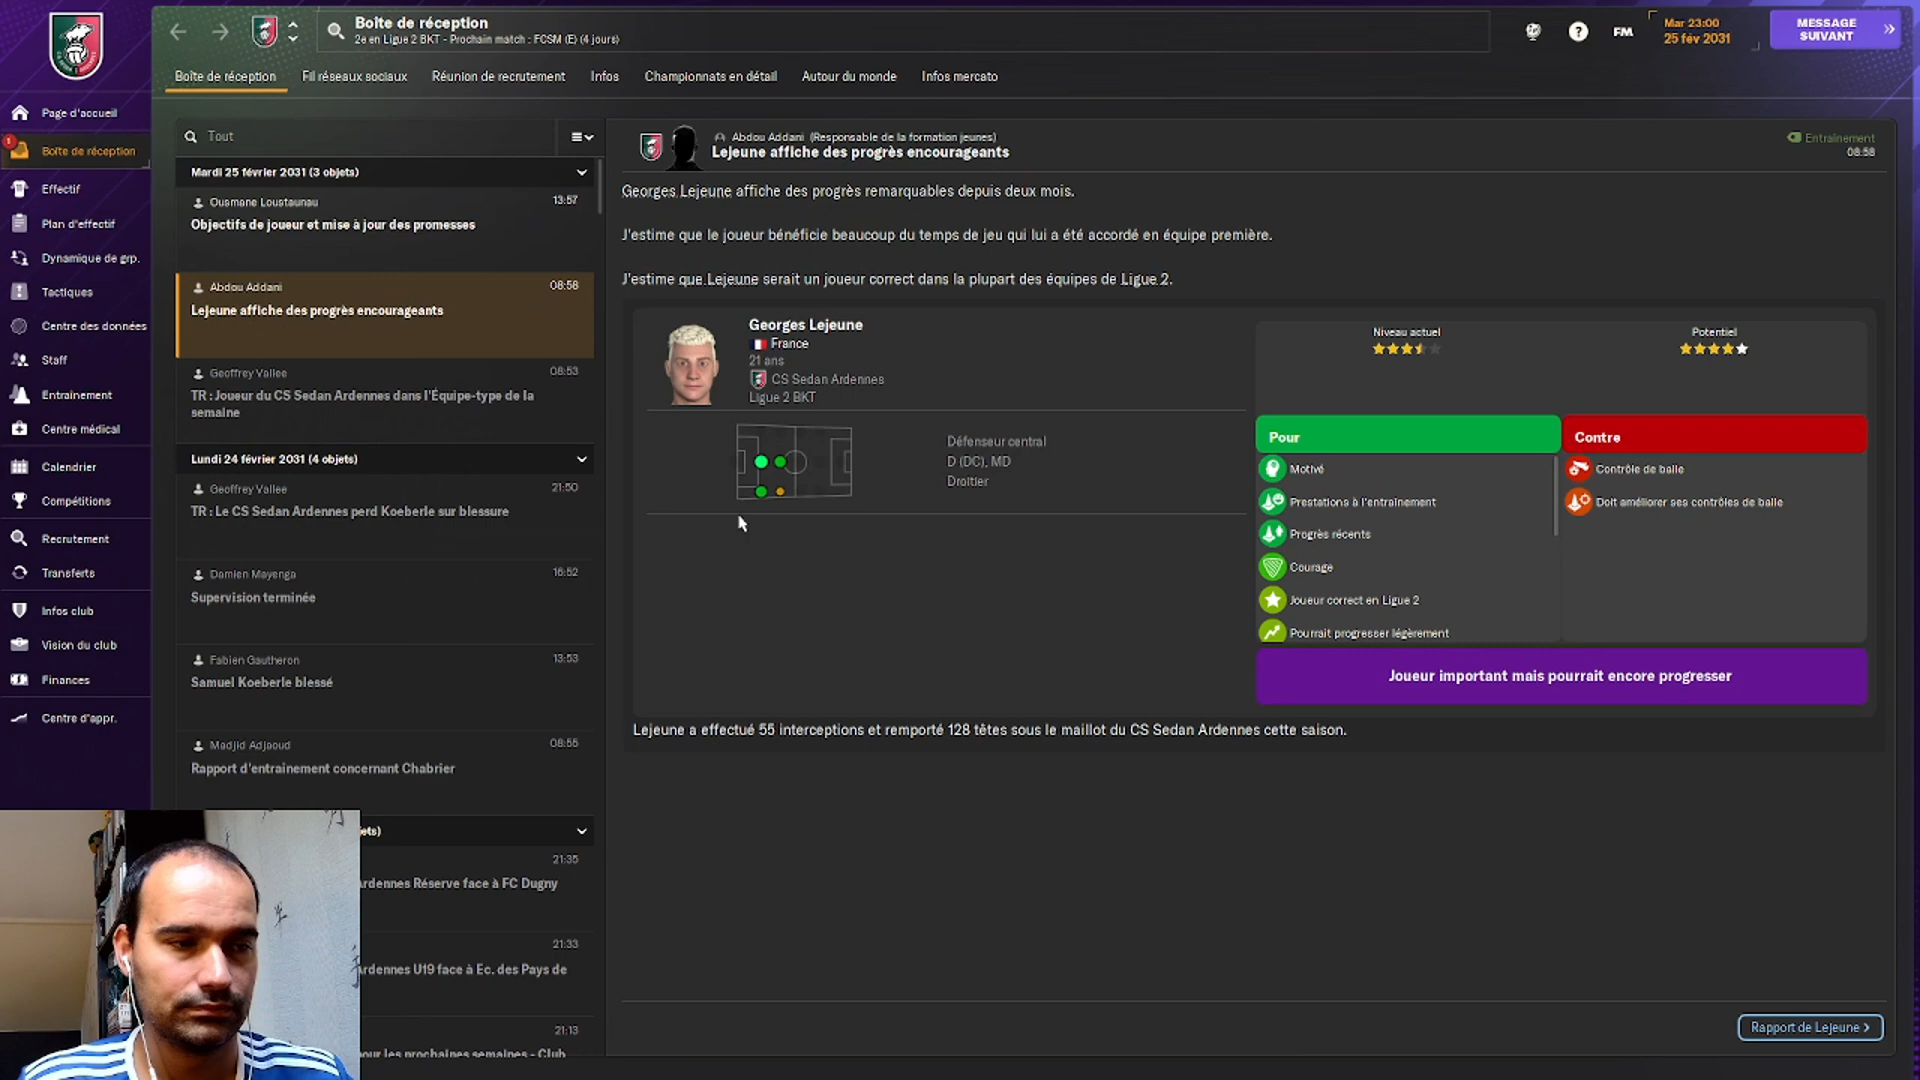 Boîte de réception
2e en Ligue 2 BKT - Prochain match : FCSM (E) (4 jours)
FM
Mar 23:00
25 fév 2031
MESSAGE
SUIVANT
Boîte de réception
Fil réseaux sociaux
Réunion de recrutement
Infos
Championnats en détail
Autour du monde
Infos mercato
Page d'accueil
1
Boîte de réception
Effectif
Plan d'effectif
Dynamique de grp.
Tactiques
Centre des données
Staff
Entraînement
Centre médical
Calendrier
Compétitions
Recrutement
Transferts
Infos club
Vision du club
Finances
Centre d'appr.
Tout
Mardi 25 février 2031 (3 objets)
Ousmane Loustaunau
13:57
Objectifs de joueur et mise à jour des promesses
Abdou Addani
08:58
Lejeune affiche des progrès encourageants
Geoffrey Vallee
08:53
TR : Joueur du CS Sedan Ardennes dans l'Équipe-type de la
semaine
Lundi 24 février 2031 (4 objets)
Geoffrey Vallee
21:50
TR : Le CS Sedan Ardennes perd Koeberle sur blessure
Damien Mayenga
16:52
Supervision terminée
Fabien Gautheron
13:53
Samuel Koeberle blessé
Madjid Adjaoud
08:55
Rapport d'entraînement concernant Chabrier
ets)
21:35
rdennes Réserve face à FC Dugny
21:33
rdennes U19 face à Ec. des Pays de
21:13
our les prochaines semaines - Club
Abdou Addani (Responsable de la formation jeunes)
Lejeune affiche des progrès encourageants
Entraînement
08:58
Georges Lejeune affiche des progrès remarquables depuis deux mois.
J'estime que le joueur bénéficie beaucoup du temps de jeu qui lui a été accordé en équipe première.
J'estime que Lejeune serait un joueur correct dans la plupart des équipes de Ligue 2.
Georges Lejeune
France
21 ans
CS Sedan Ardennes
Ligue 2 BKT
Défenseur central
D (DC), MD
Droitier
Niveau actuel
Potentiel
Pour
Contre
Motivé
Prestations à l'entraînement
Progrès récents
Courage
Joueur correct en Ligue 2
Pourrait progresser légèrement
Contrôle de balle
Doit améliorer ses contrôles de balle
Joueur important mais pourrait encore progresser
Lejeune a effectué 55 interceptions et remporté 128 têtes sous le maillot du CS Sedan Ardennes cette saison.
Rapport de Lejeune >